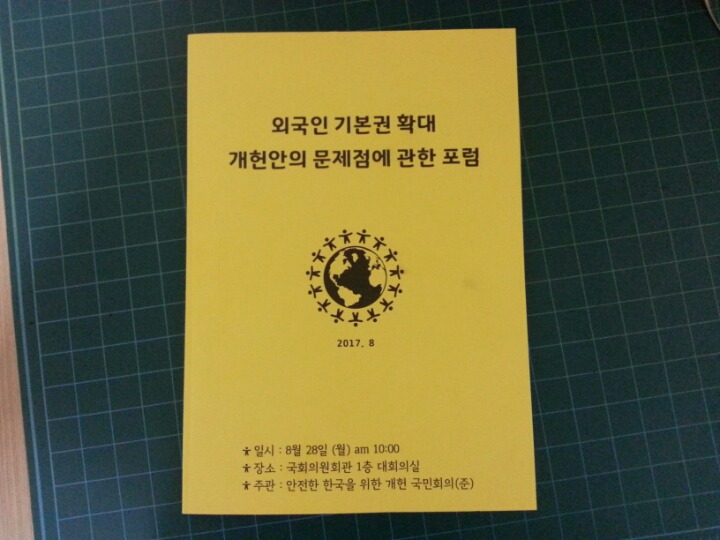 외국인 기본권 확대
개헌안의 문제점에 관한 포럼
2017. 8
일시 : 8월 28일 (월) am 10:00
장소 : 국회의원회관 1층 대회의실
주관 : 안전한 한국을 위한 개헌 국민회의(준)